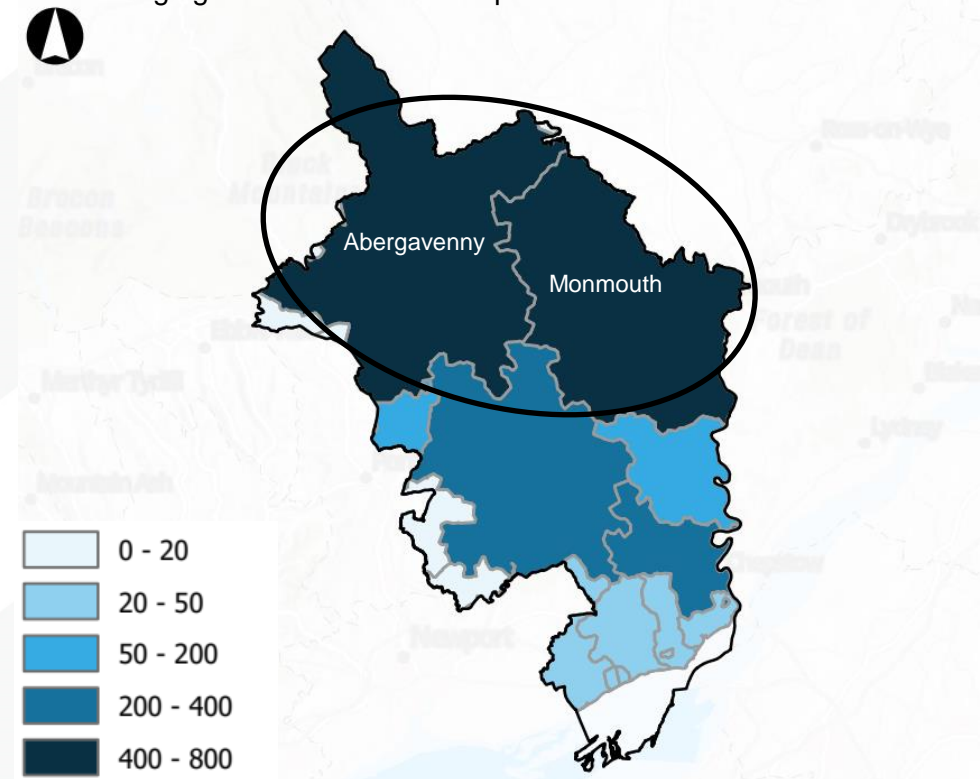 Black
Mountains
Brecon
Beacons
Ross-on-Wye
Drybrook
Abergavenny
Monmouth
Forest of
Dean
Merthyr Tydfil
Lydney
Mountain Ash
Chepstow
Newport
0 - 20
20 - 50
50 - 200
200 - 400
400 - 800